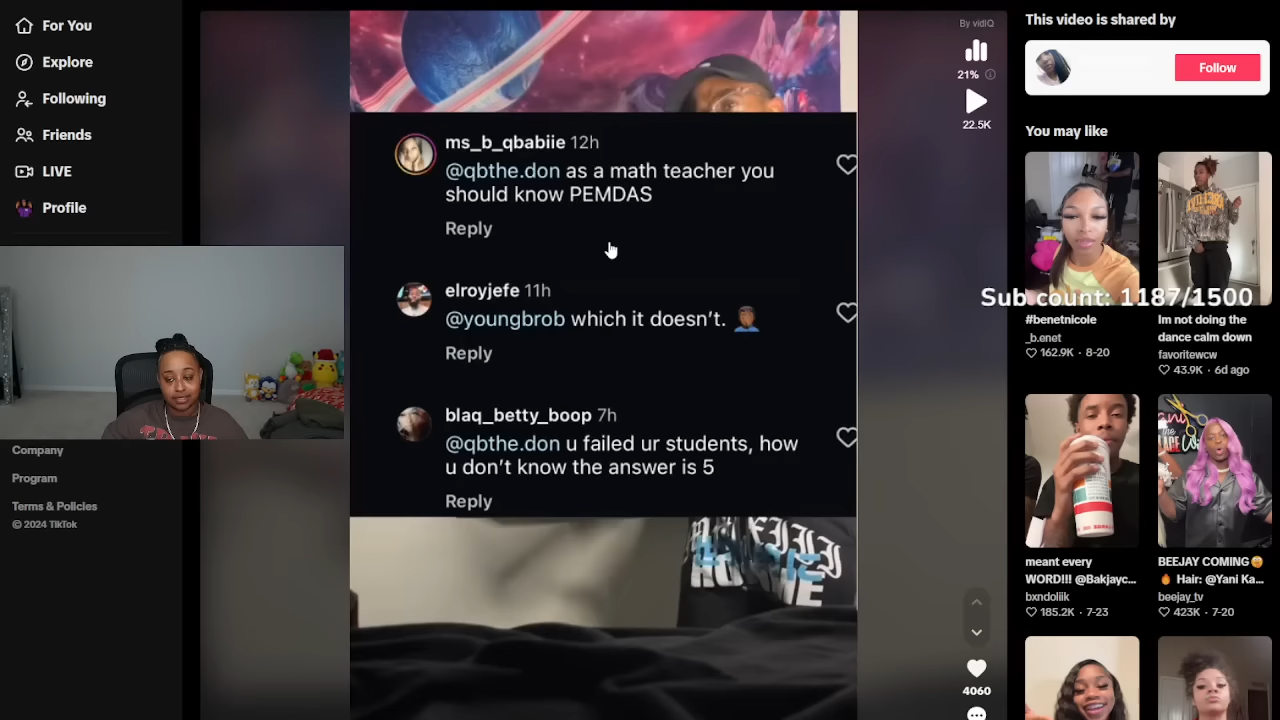 For You
Explore
Following
Friends
LIVE
Profile
Company
Program
Terms & Policies
© 2024 TikTok
ms_b_qbabiie 12h
@qbthe.don as a math teacher you
should know PEMDAS
Reply
elroyjefe 11h
@youngbrob which it doesn't. 🤦🏾‍♂️
Reply
blaq_betty_boop 7h
@qbthe.don u failed ur students, how
u don't know the answer is 5
Reply
By vidIQ
21%
22.5K
4060
This video is shared by
Follow
You may like
Sub count: 1187/1500
#benetnicole
_b.enet
162.9K · 8-20
Im not doing the
dance calm down
favoritewcw
43.9K · 6d ago
meant every
WORD!!! @Bakjayc...
bxndoliik
185.2K · 7-23
BEEJAY COMING😷
🔥 Hair: @Yani Ka...
beejay_tv
423K · 7-20